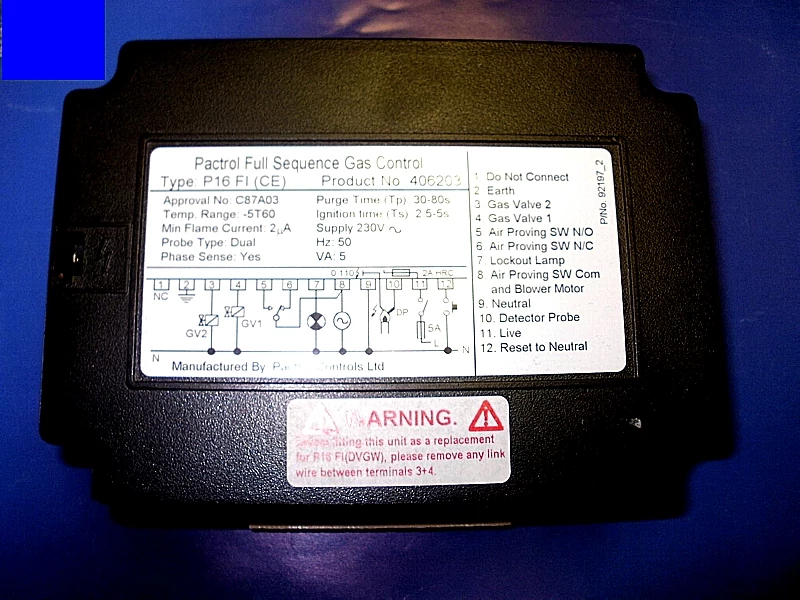 Pactrol Full Sequence Gas Control
Type: P16 FI (CE) Product No 406203
Approval No: C87A03 Purge Time (Tp) 30-80s
Temp. Range: -5T60 Ignition time (Ts) 2.5-5s
Min Flame Current: 2µA Supply 230V ~
Probe Type: Dual Hz: 50
Phase Sense: Yes VA: 5
0 110 2A HRC
1 2 3 4 5 6 7 8 9 10 11 12
NC
GV2 GV1 DP 5A
L
N N
Manufactured By: Controls Ltd
1 Do Not Connect
2 Earth
3 Gas Valve 2
4 Gas Valve 1
5 Air Proving SW N/O
6. Air Proving SW N/C
7. Lockout Lamp
8 Air Proving SW Com
and Blower Motor
9. Neutral
10. Detector Probe
11. Live
12. Reset to Neutral
P/No. 92197_2
WARNING.
this unit as a replacement
for R16 FI(DVGW), please remove any link
wire between terminals 3+4.